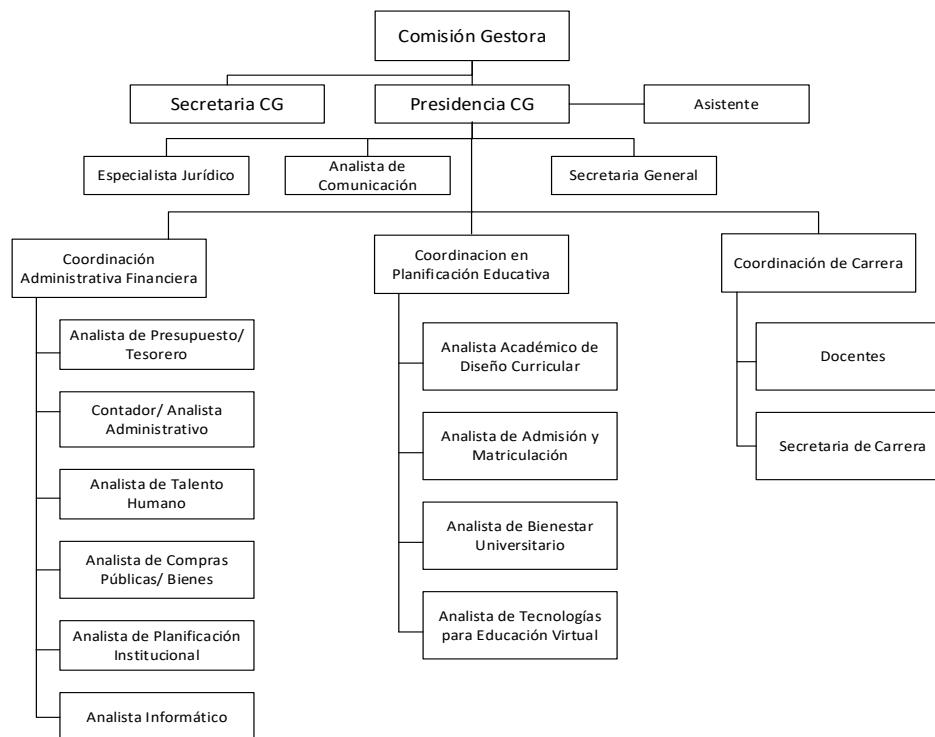 Comisión Gestora
Secretaria CG
Presidencia CG
Asistente
Especialista Jurídico
Analista de
Comunicación
Secretaria General
Coordinación
Administrativa Financiera
Coordinacion en
Planificación Educativa
Coordinación de Carrera
Analista de Presupuesto/
Tesorero
Contador/ Analista
Administrativo
Analista de Talento
Humano
Analista de Compras
Públicas/ Bienes
Analista de Planificación
Institucional
Analista Informático
Analista Académico de
Diseño Curricular
Analista de Admisión y
Matriculación
Analista de Bienestar
Universitario
Analista de Tecnologías
para Educación Virtual
Docentes
Secretaria de Carrera